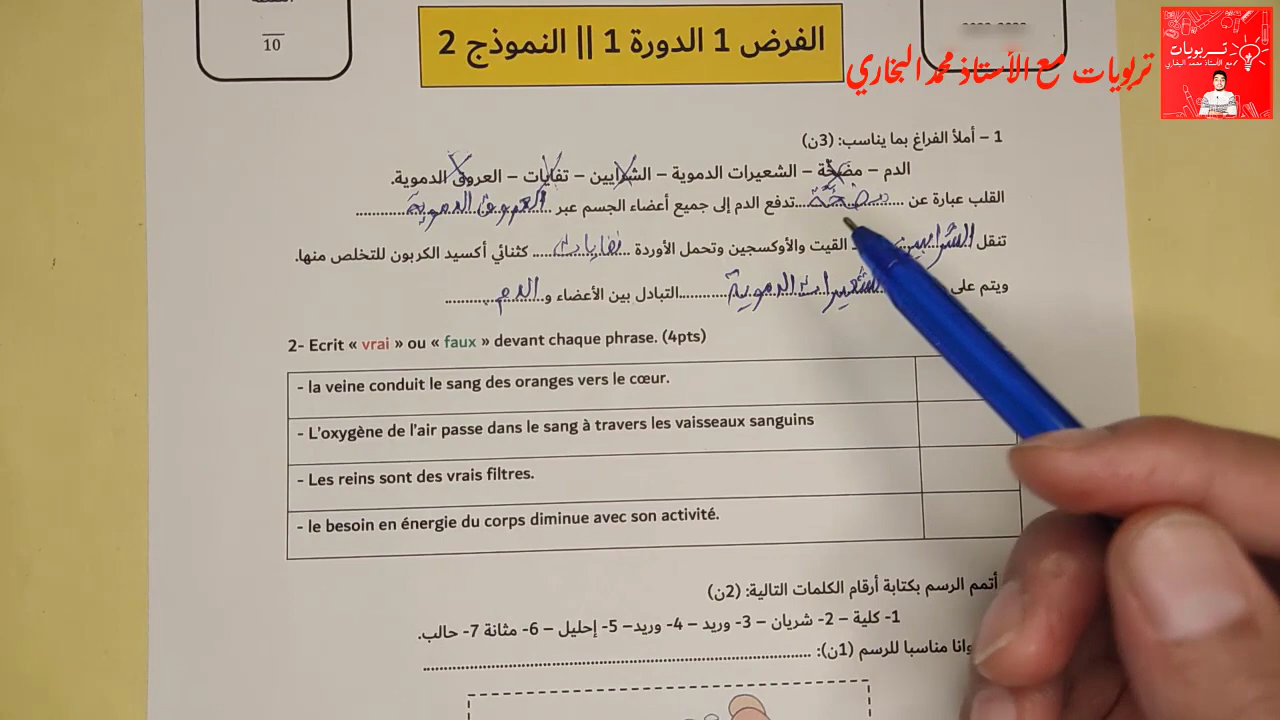 10
الفرض 1 الدورة 1 || النموذج 2
تربويات مع الأستاذ محمد البخاري
تـربويات
مع الأستاذ محمد البخاري
1 – أملأ الفراغ بما يناسب: (3ن)
الدم – مضخة – الشعيرات الدموية – الشرايين – تفايات – العروق الدموية.
القلب عبارة عن مضخة تدفع الدم إلى جميع أعضاء الجسم عبر العروق الدموية
تنقل الشرايين القيت والأوكسجين وتحمل الأوردة نفايات كثنائي أكسيد الكربون للتخلص منها.
ويتم على الشعيرات الدموية التبادل بين الأعضاء و الدم
2- Ecrit « vrai » ou « faux » devant chaque phrase. (4pts)
- la veine conduit le sang des oranges vers le cœur.
- L’oxygène de l’air passe dans le sang à travers les vaisseaux sanguins
- Les reins sont des vrais filtres.
- le besoin en énergie du corps diminue avec son activité.
أتمم الرسم بكتابة أرقام الكلمات التالية: (2ن)
1- كلية – 2- شريان – 3- وريد – 4- وريد– 5- إحليل – 6- مثانة 7- حالب.
مناسبا للرسم (1ن):